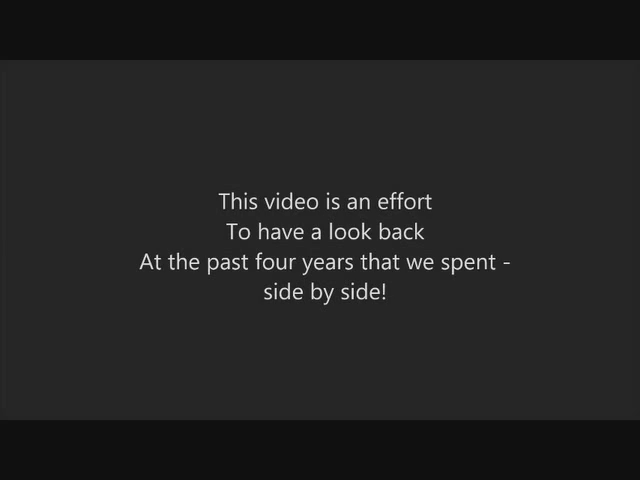 This video is an effort
To have a look back
At the past four years that we spent -
side by side!